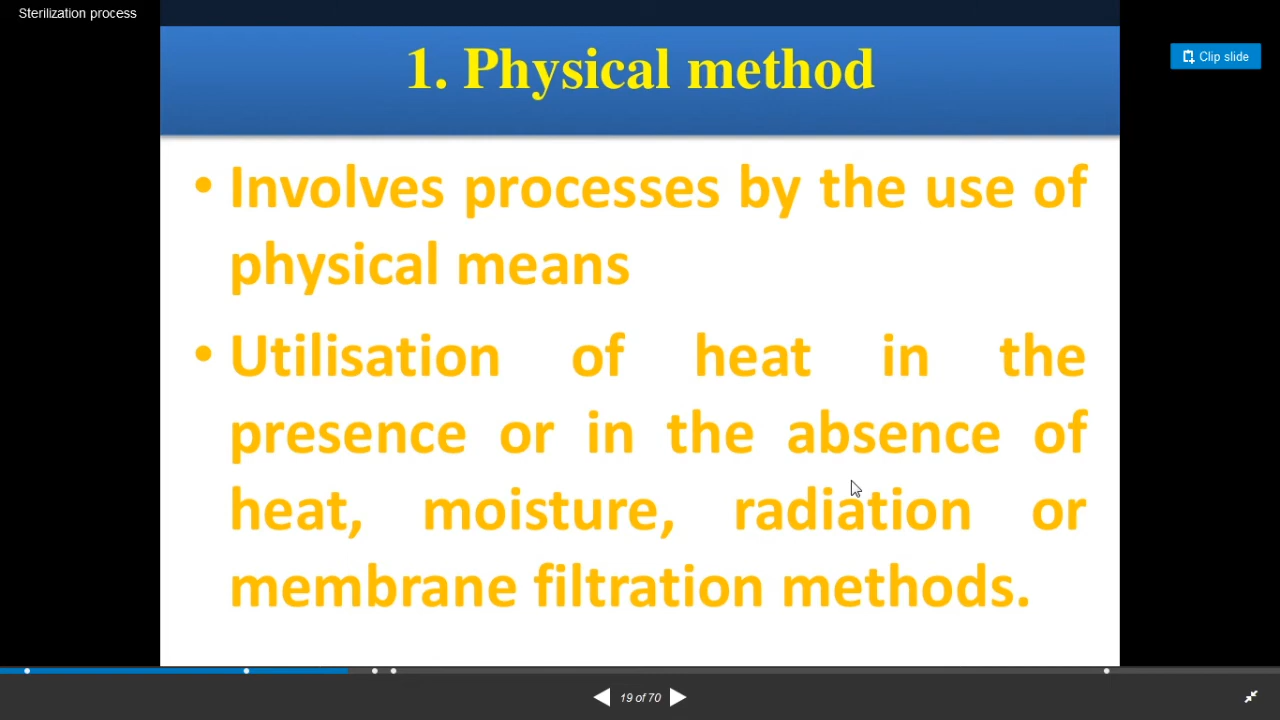 Sterilization process
1. Physical method
Clip slide
• Involves processes by the use of
physical means
• Utilisation of heat in the
presence or in the absence of
heat, moisture, radiation or
membrane filtration methods.
19 of 70